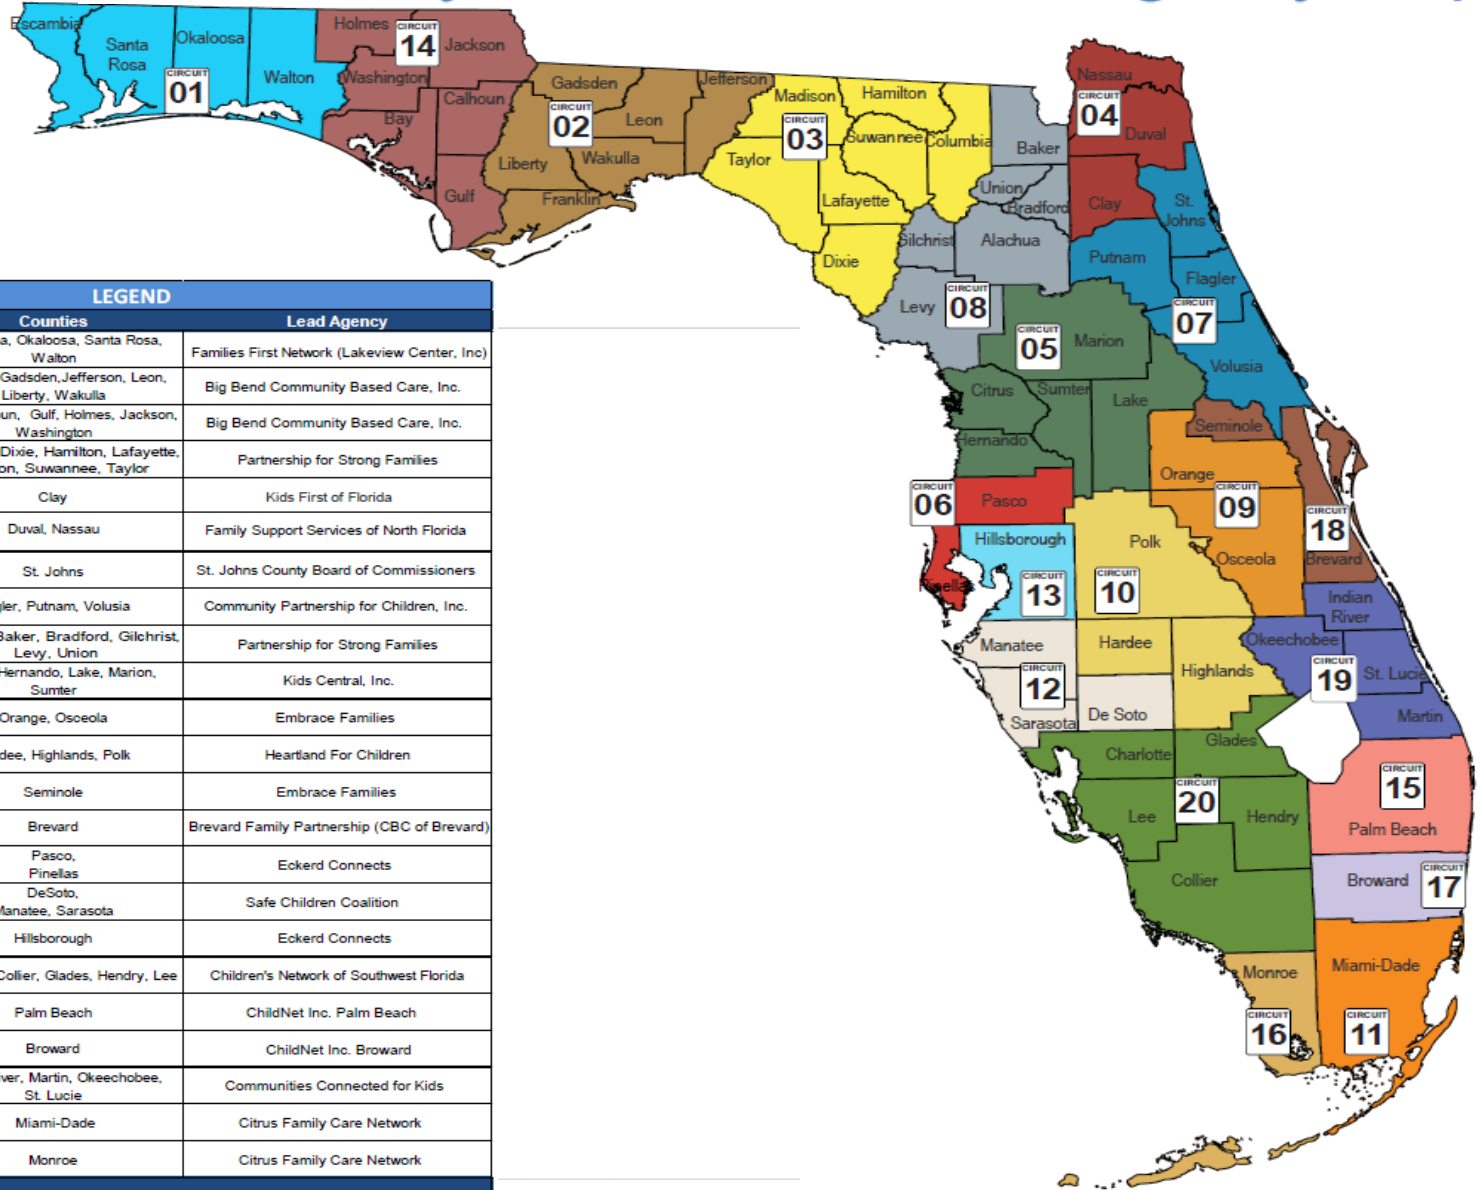 Escambia
Santa
Rosa
Okaloosa
Walton
CIRCUIT
01
Holmes
CIRCUIT
14
Jackson
Washington
Calhoun
Bay
Gulf
Gadsden
Jefferson
CIRCUIT
02
Leon
Liberty
Wakulla
Franklin
Madison
Hamilton
CIRCUIT
03
Suwannee
Columbia
Taylor
Lafayette
Dixie
Nassau
CIRCUIT
04
Duval
Clay
Baker
Union
Bradford
Gilchrist
Alachua
Levy
CIRCUIT
08
St.
Johns
Putnam
Flagler
CIRCUIT
07
Volusia
CIRCUIT
05
Marion
Citrus
Sumter
Lake
Hernando
Seminole
Orange
CIRCUIT
09
Osceola
CIRCUIT
18
Brevard
CIRCUIT
06
Pasco
Pinellas
Hillsborough
CIRCUIT
13
Polk
CIRCUIT
10
Hardee
Highlands
Manatee
CIRCUIT
12
Sarasota
De Soto
Indian
River
Okeechobee
CIRCUIT
19
St. Lucie
Martin
Charlotte
Glades
CIRCUIT
20
Lee
Hendry
Collier
CIRCUIT
15
Palm Beach
Broward
CIRCUIT
17
Monroe
CIRCUIT
16
Miami-Dade
CIRCUIT
11
LEGEND
Counties Lead Agency
a, Okaloosa, Santa Rosa,
Walton
Families First Network (Lakeview Center, Inc)
Gadsden,Jefferson, Leon,
Liberty, Wakulla
Big Bend Community Based Care, Inc.
un, Gulf, Holmes, Jackson,
Washington
Big Bend Community Based Care, Inc.
Dixie, Hamilton, Lafayette,
on, Suwannee, Taylor
Partnership for Strong Families
Clay Kids First of Florida
Duval, Nassau Family Support Services of North Florida
St. Johns St. Johns County Board of Commissioners
ler, Putnam, Volusia Community Partnership for Children, Inc.
Baker, Bradford, Gilchrist,
Levy, Union
Partnership for Strong Families
Hernando, Lake, Marion,
Sumter
Kids Central, Inc.
Orange, Osceola Embrace Families
dee, Highlands, Polk Heartland For Children
Seminole Embrace Families
Brevard Brevard Family Partnership (CBC of Brevard)
Pasco,
Pinellas
Eckerd Connects
DeSoto,
Manatee, Sarasota
Safe Children Coalition
Hillsborough Eckerd Connects
Collier, Glades, Hendry, Lee Children's Network of Southwest Florida
Palm Beach ChildNet Inc. Palm Beach
Broward ChildNet Inc. Broward
ver, Martin, Okeechobee,
St. Lucie
Communities Connected for Kids
Miami-Dade Citrus Family Care Network
Monroe Citrus Family Care Network